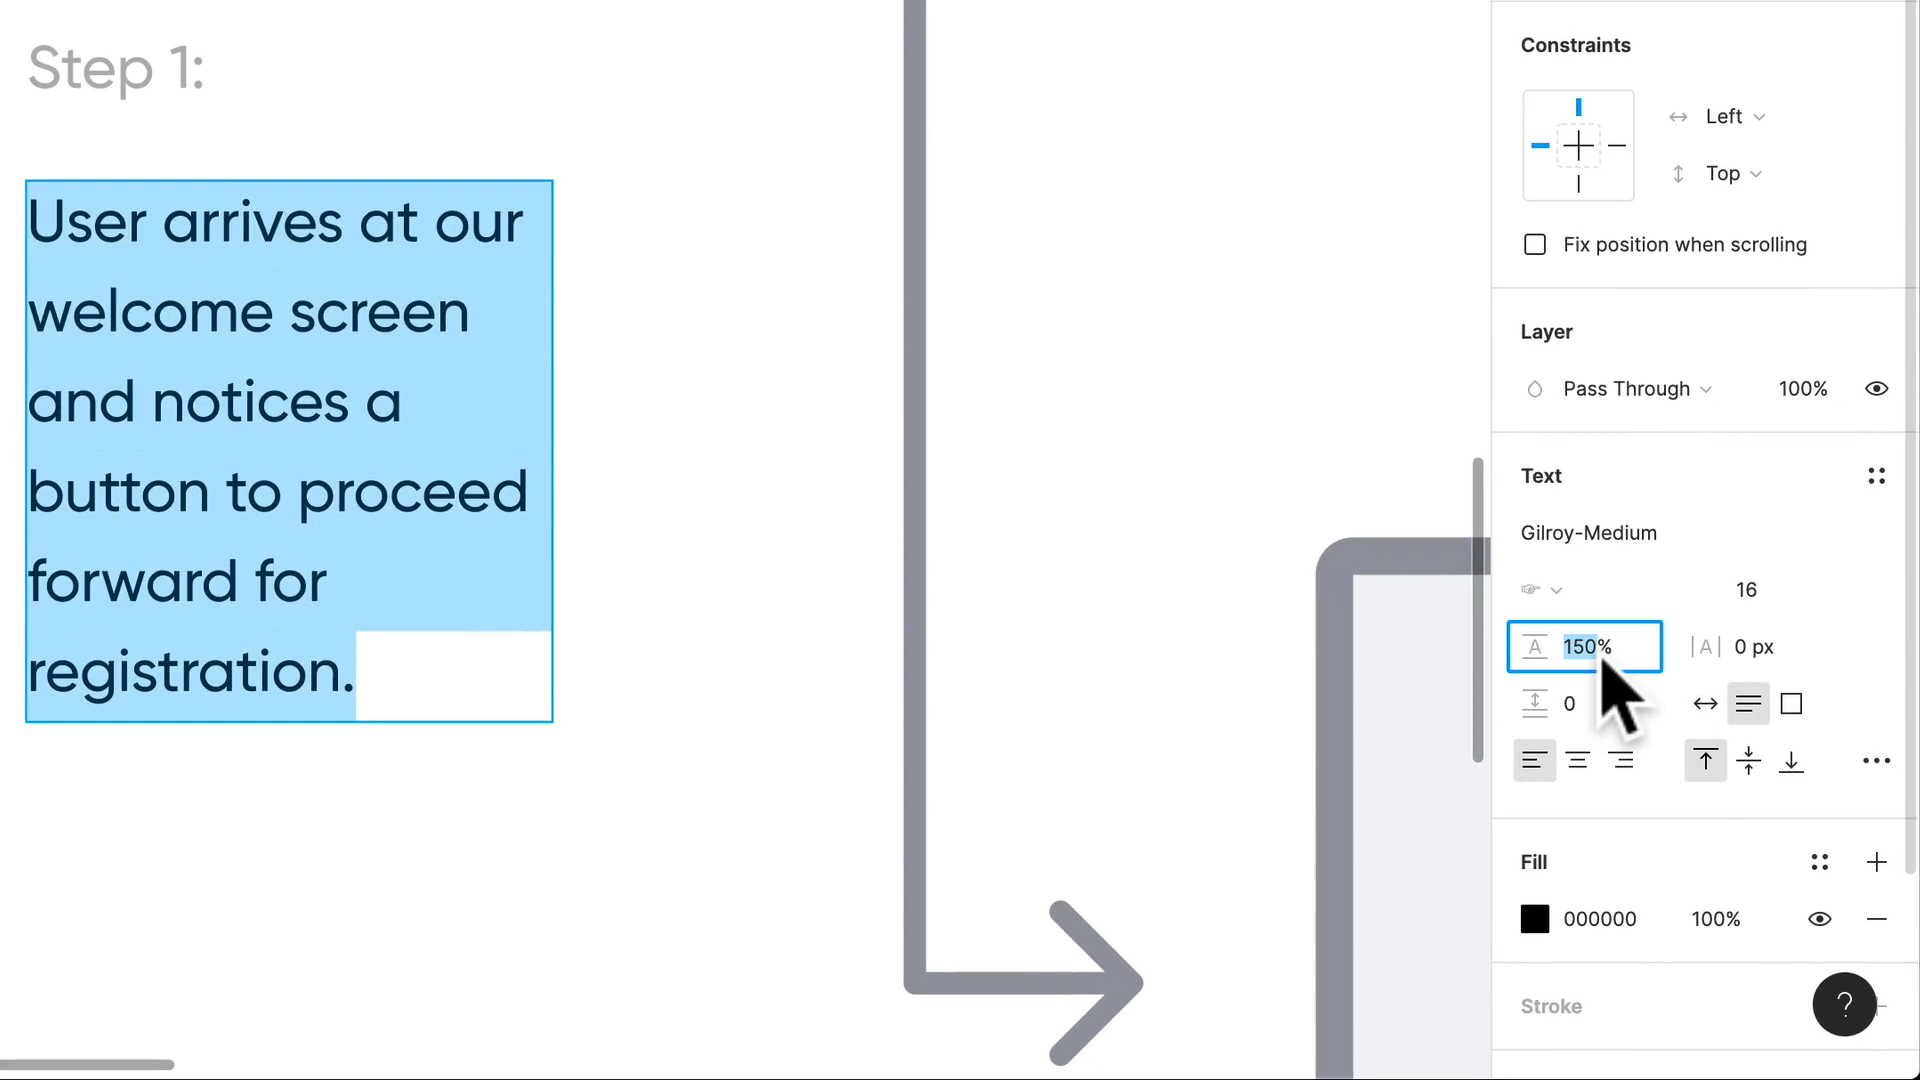 Step 1:
User arrives at our
welcome screen
and notices a
button to proceed
forward for
registration.
Constraints
Left
Top
Fix position when scrolling
Layer
Pass Through 100%
Text
Gilroy-Medium
16
A 150% |A| 0 px
0
Fill
000000 100%
Stroke
?